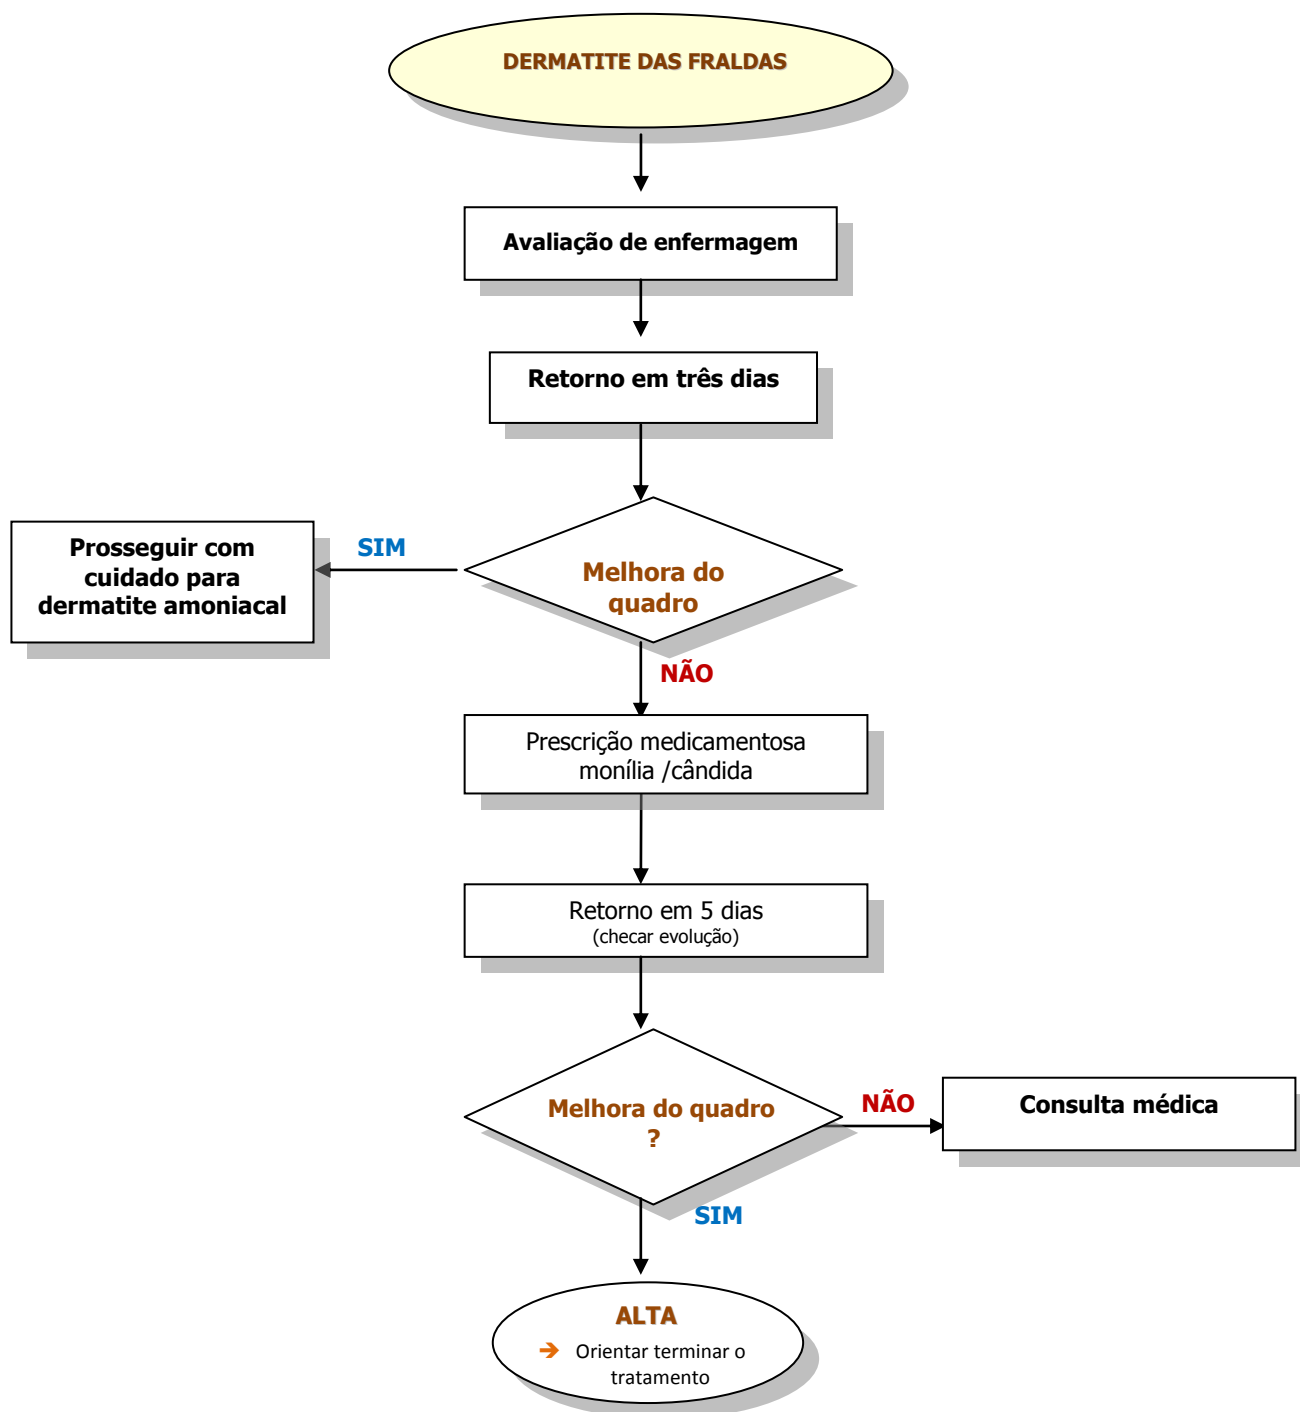 DERMATITE DAS FRALDAS
Avaliação de enfermagem
Retorno em três dias
Melhora do
quadro
SIM
Prosseguir com
cuidado para
dermatite amoniacal
NÃO
Prescrição medicamentosa
monília /cândida
Retorno em 5 dias
(checar evolução)
Melhora do quadro
?
NÃO
Consulta médica
SIM
ALTA
➔ Orientar terminar o
tratamento